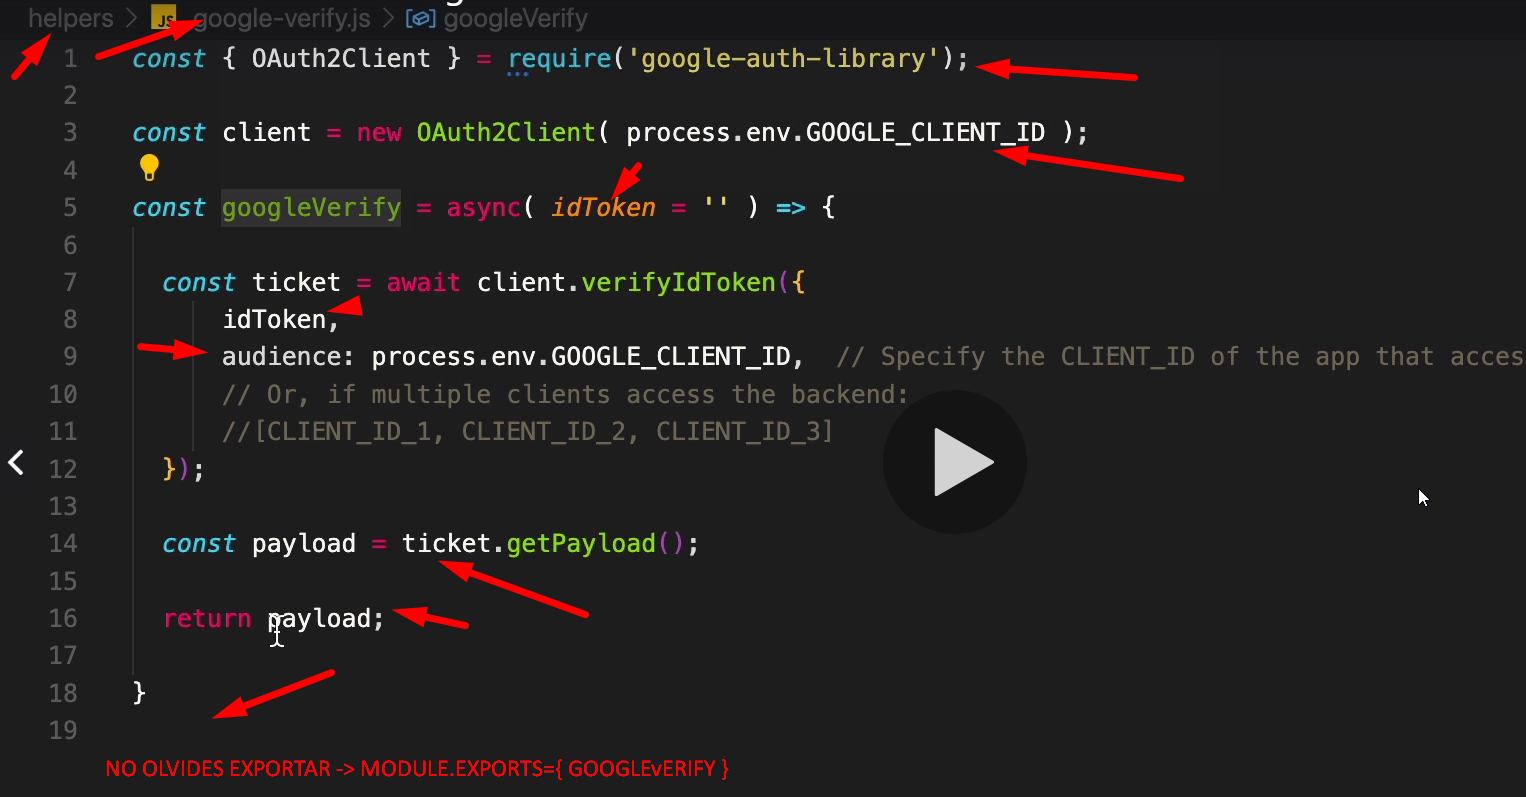 helpers > JS google-verify.js > googleVerify
1 const { OAuth2Client } = require('google-auth-library');
2
3 const client = new OAuth2Client( process.env.GOOGLE_CLIENT_ID );
4
5 const googleVerify = async( idToken = '' ) => {
6
7 const ticket = await client.verifyIdToken({
8 idToken,
9 audience: process.env.GOOGLE_CLIENT_ID, // Specify the CLIENT_ID of the app that acces
10 // Or, if multiple clients access the backend:
11 //[CLIENT_ID_1, CLIENT_ID_2, CLIENT_ID_3]
12 });
13
14 const payload = ticket.getPayload();
15
16 return payload;
17
18 }
19
NO OLVIDES EXPORTAR -> MODULE.EXPORTS={ GOOGLEvERIFY }